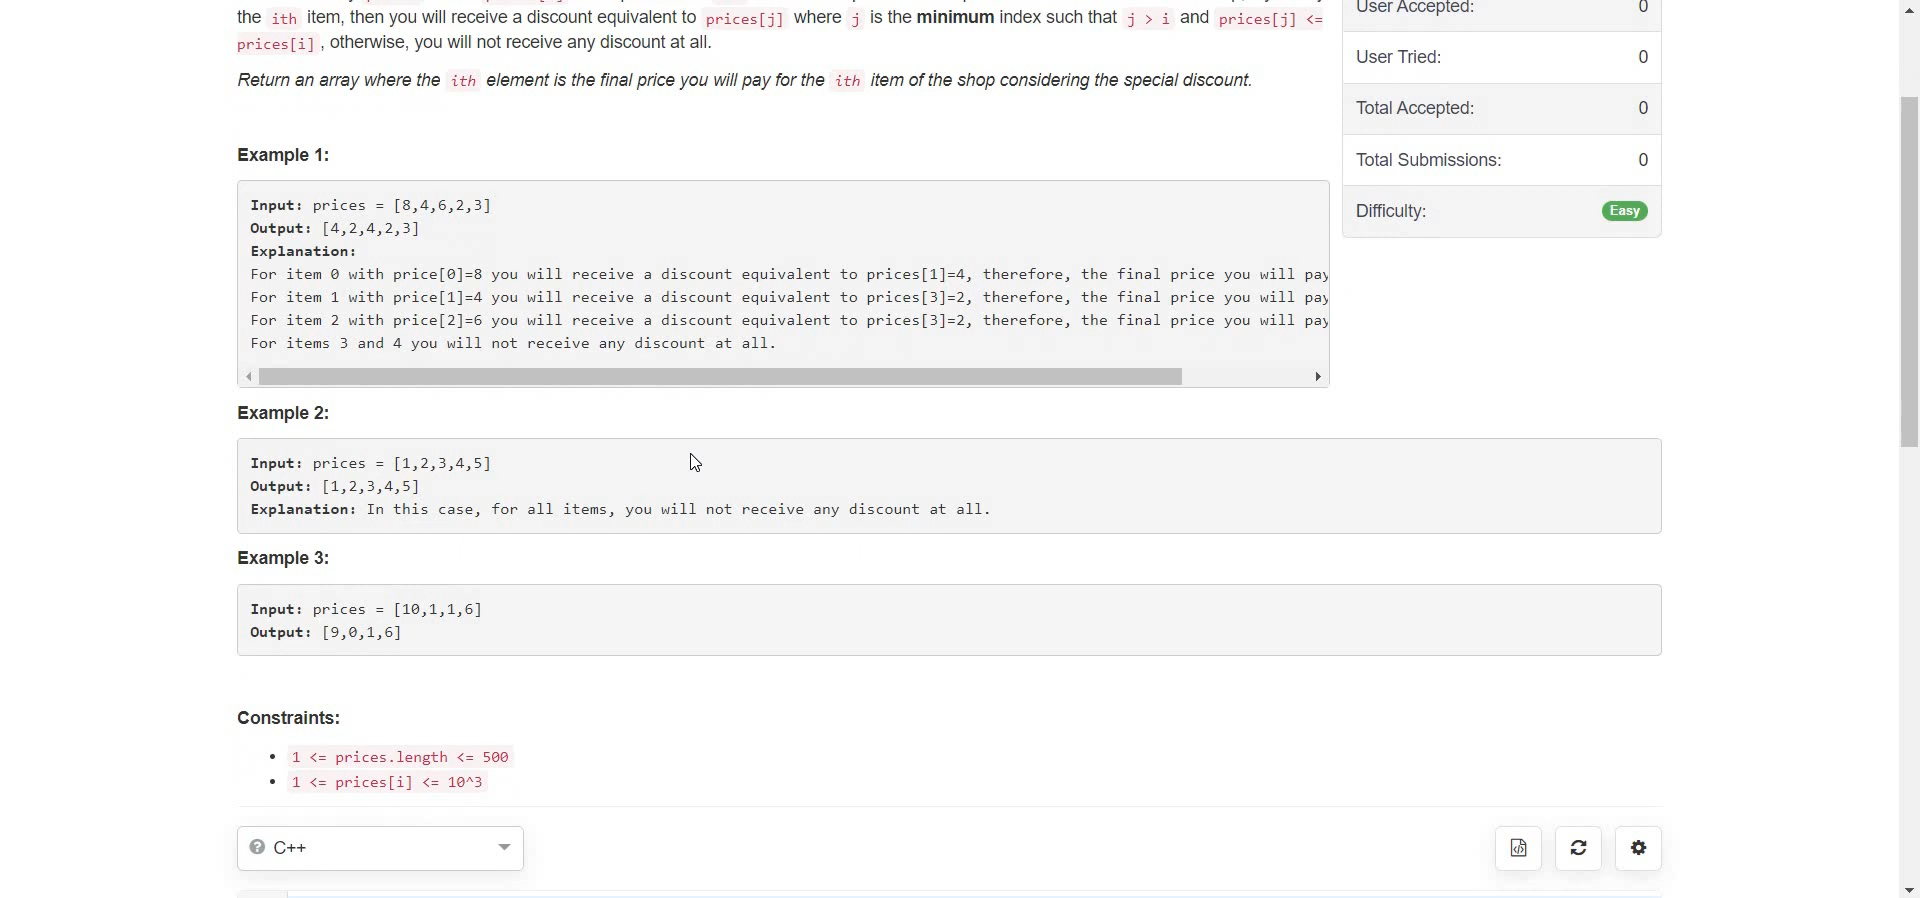 the ith item, then you will receive a discount equivalent to prices[j] where j is the minimum index such that j > i and prices[j] <=
prices[i] , otherwise, you will not receive any discount at all.
Return an array where the ith element is the final price you will pay for the ith item of the shop considering the special discount.
Example 1:
Input: prices = [8,4,6,2,3]
Output: [4,2,4,2,3]
Explanation:
For item 0 with price[0]=8 you will receive a discount equivalent to prices[1]=4, therefore, the final price you will pay
For item 1 with price[1]=4 you will receive a discount equivalent to prices[3]=2, therefore, the final price you will pay
For item 2 with price[2]=6 you will receive a discount equivalent to prices[3]=2, therefore, the final price you will pay
For items 3 and 4 you will not receive any discount at all.
Example 2:
Input: prices = [1,2,3,4,5]
Output: [1,2,3,4,5]
Explanation: In this case, for all items, you will not receive any discount at all.
Example 3:
Input: prices = [10,1,1,6]
Output: [9,0,1,6]
Constraints:
1 <= prices.length <= 500
1 <= prices[i] <= 10^3
C++
User Accepted: 0
User Tried: 0
Total Accepted: 0
Total Submissions: 0
Difficulty: Easy